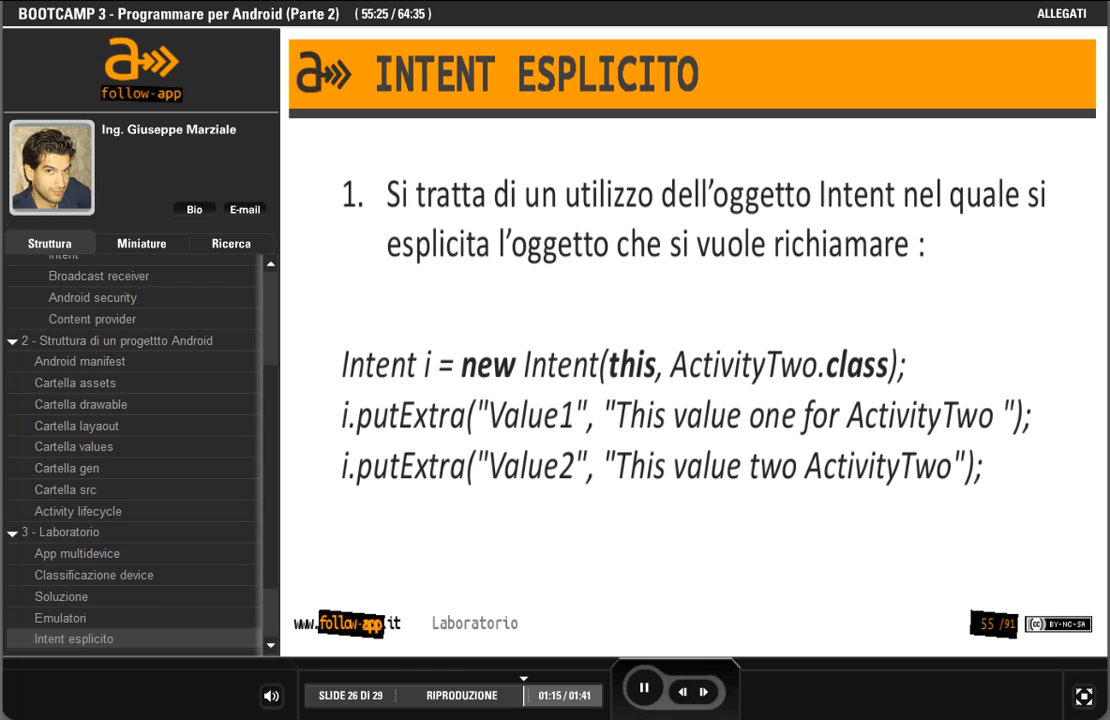 BOOTCAMP 3 - Programmare per Android (Parte 2) ( 55:25 / 64:35 )
ALLEGATI
a
follow-app
Ing. Giuseppe Marziale
Bio
E-mail
Struttura
Miniature
Ricerca
Intent
Broadcast receiver
Android security
Content provider
2 - Struttura di un progettto Android
Android manifest
Cartella assets
Cartella drawable
Cartella layaout
Cartella values
Cartella gen
Cartella src
Activity lifecycle
3 - Laboratorio
App multidevice
Classificazione device
Soluzione
Emulatori
Intent esplicito
a INTENT ESPLICITO
1. Si tratta di un utilizzo dell’oggetto Intent nel quale si
esplicita l’oggetto che si vuole richiamare :
Intent i = new Intent(this, ActivityTwo.class);
i.putExtra("Value1", "This value one for ActivityTwo ");
i.putExtra("Value2", "This value two ActivityTwo");
www.follow-app.it
Laboratorio
55 /91
cc BY-NC-SA
SLIDE 26 DI 29
RIPRODUZIONE
01:15 / 01:41